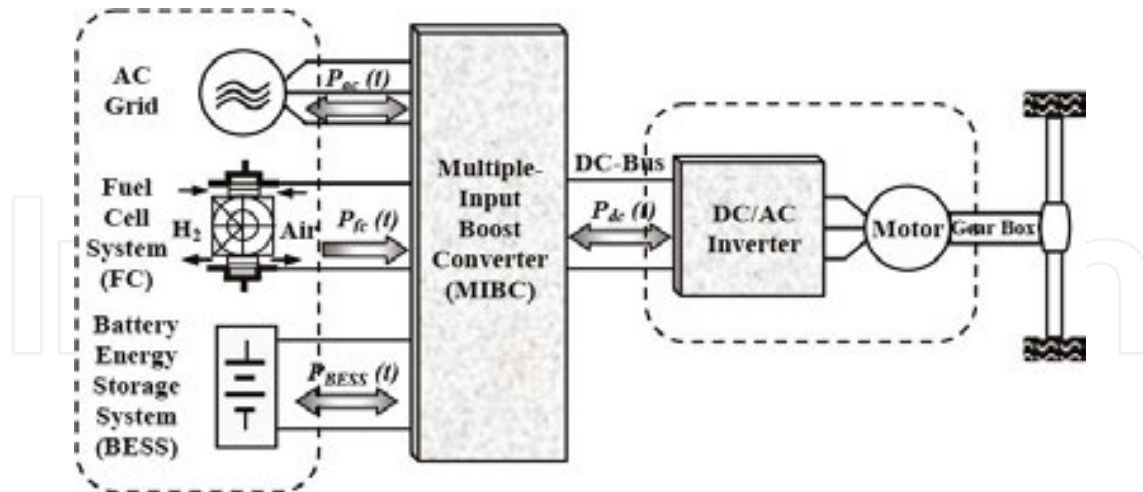 AC
Grid
P_ac (t)
Fuel
Cell
System
(FC)
H2
Air
P_fc (t)
Battery
Energy
Storage
System
(BESS)
P_BESS (t)
Multiple-
Input
Boost
Converter
(MIBC)
DC-Bus
P_dc (t)
DC/AC
Inverter
Motor
Gear Box